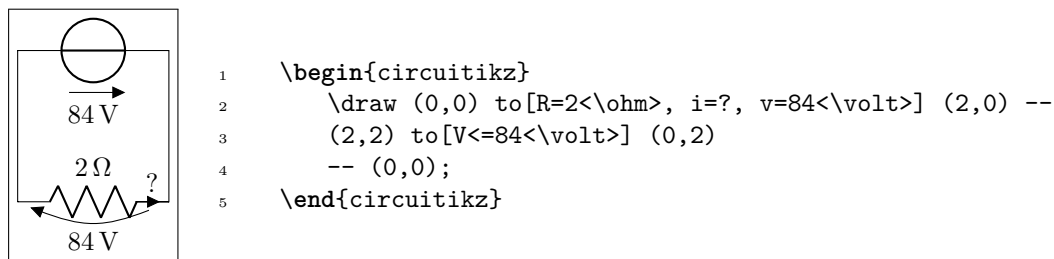 84 V
2 Ω
?
84 V
1 \begin{circuitikz}
2 \draw (0,0) to[R=2<\ohm>, i=?, v=84<\volt>] (2,0) --
3 (2,2) to[V<=84<\volt>] (0,2)
4 -- (0,0);
5 \end{circuitikz}